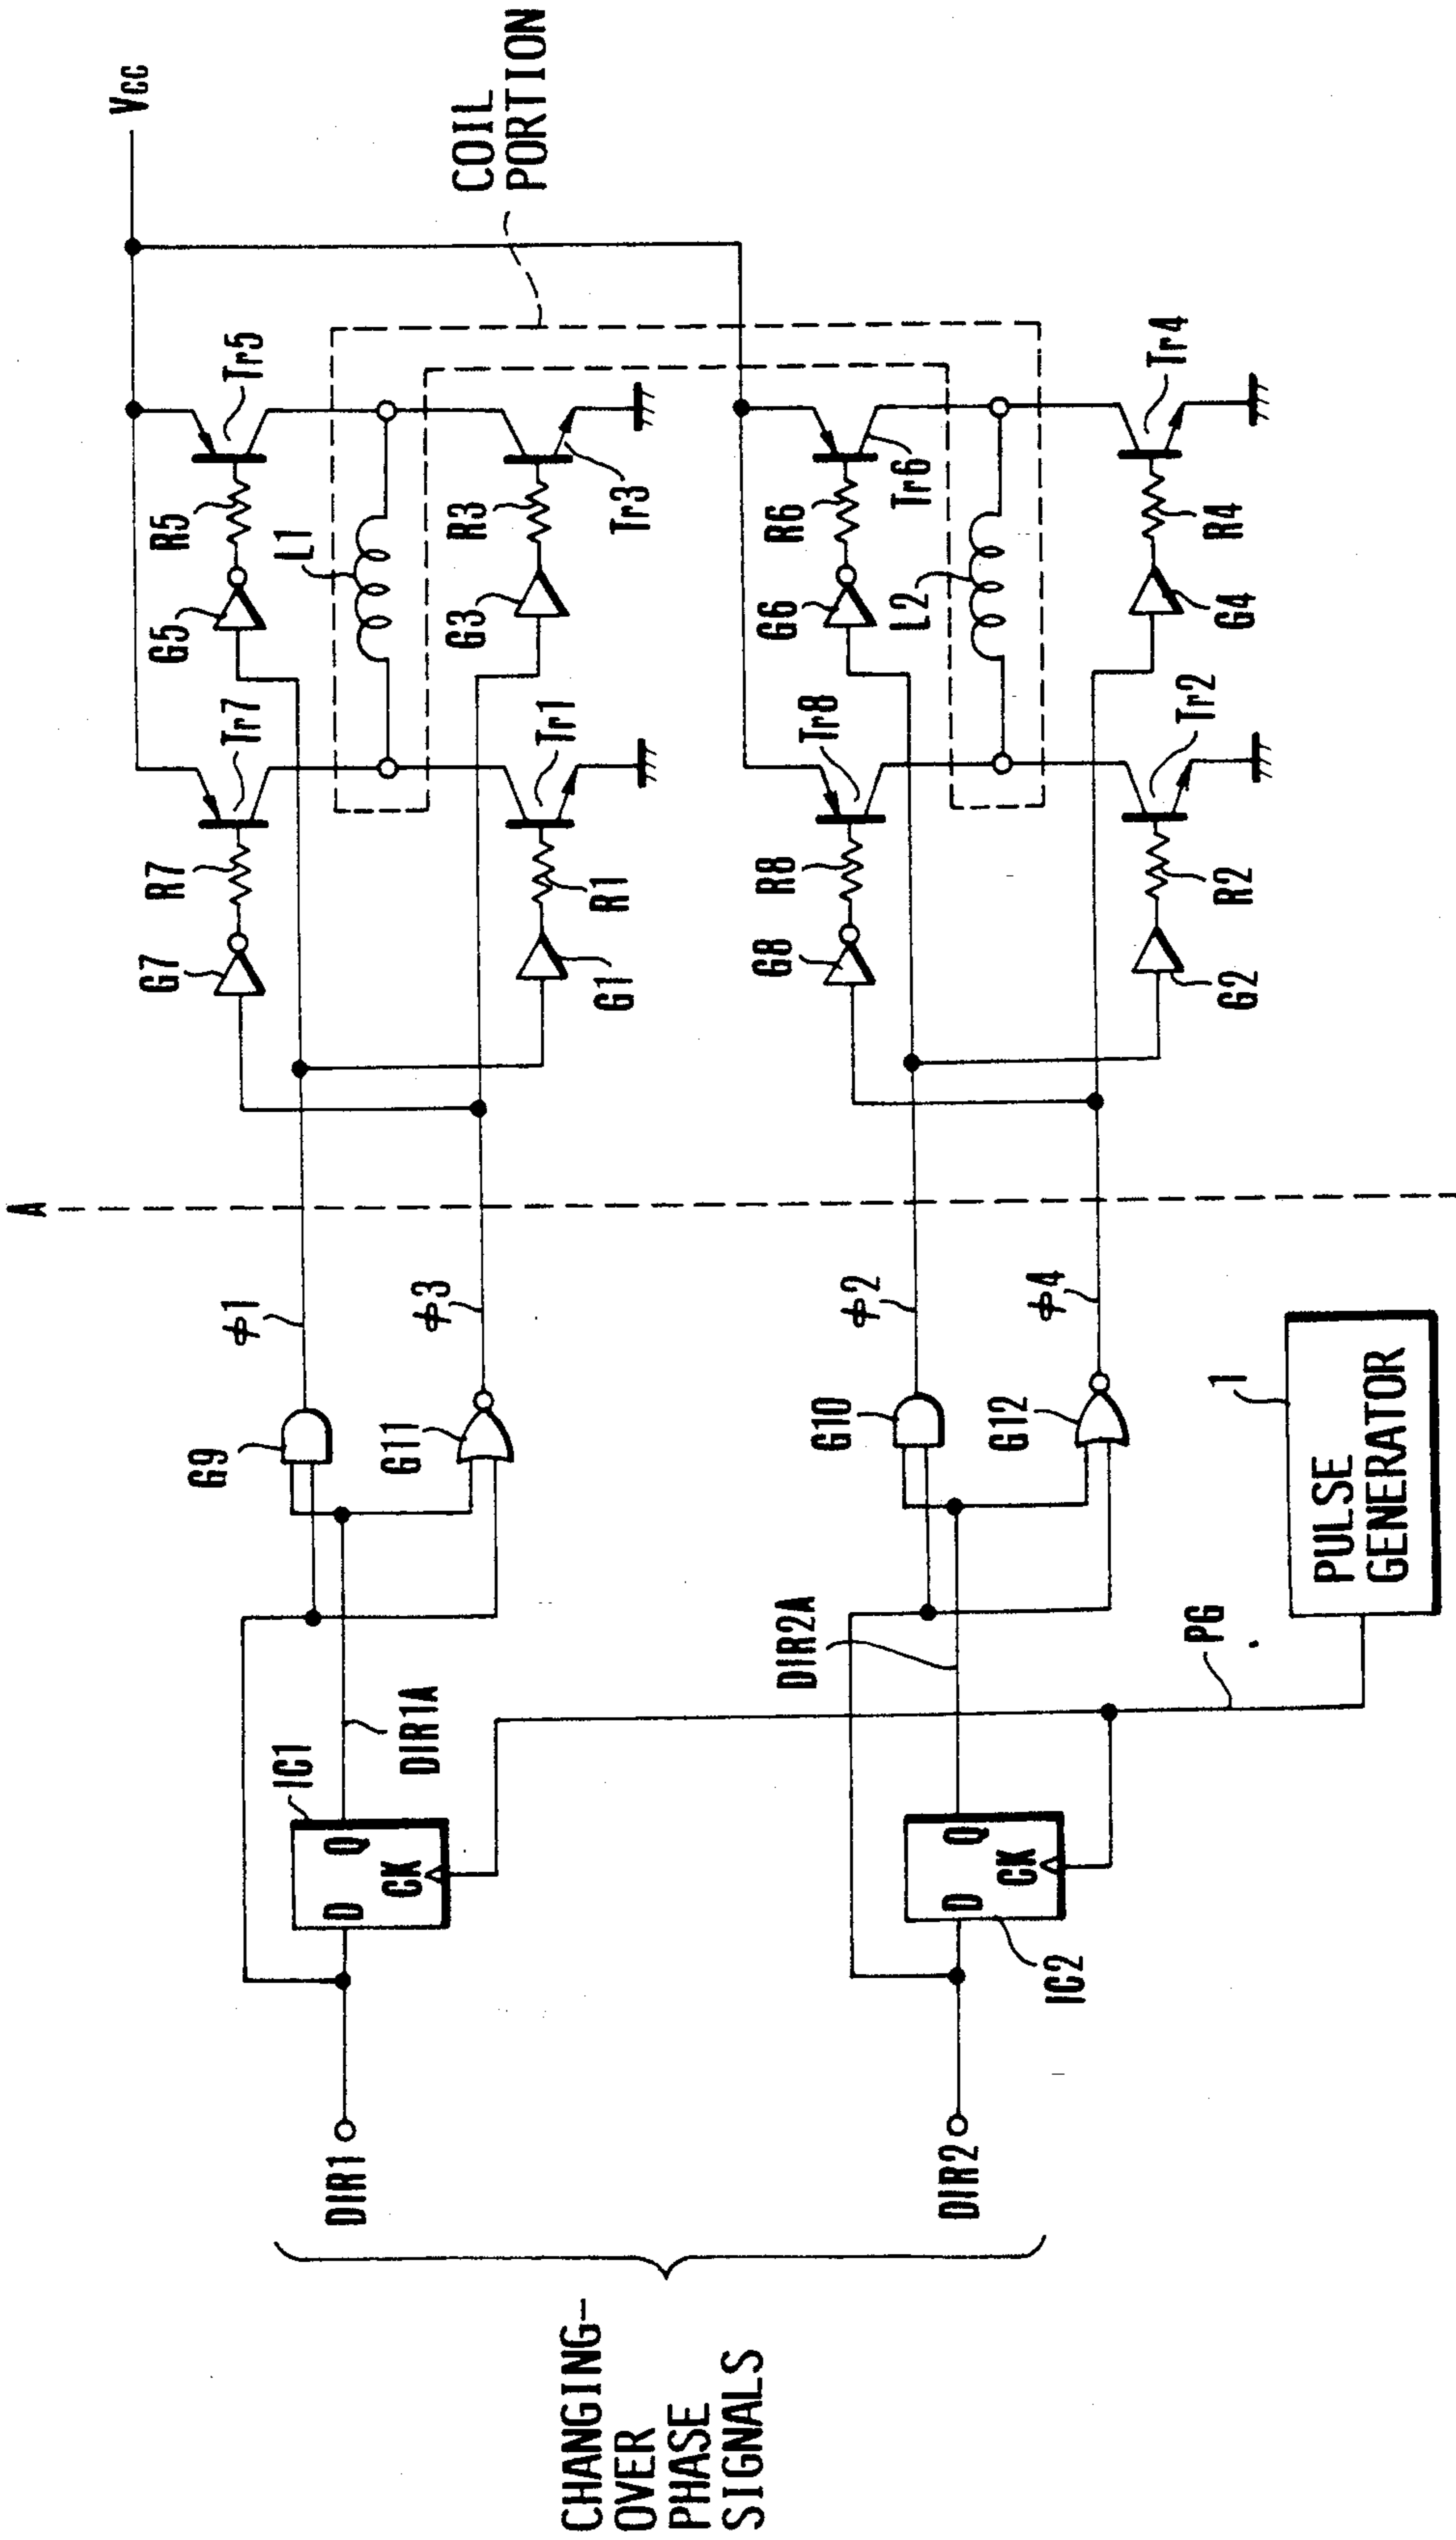 A
Vcc
COIL
PORTION
R7
Tr7
R5
Tr5
G7
G5
L1
φ1
G9
IC1
DIR1
D
Q
CK
DIR1A
G11
φ3
G1
R1
Tr1
G3
R3
Tr3
CHANGING-
OVER
PHASE
SIGNALS
G8
R8
Tr8
G6
R6
Tr6
L2
φ2
G10
DIR2A
DIR2
D
Q
CK
IC2
G12
φ4
G2
R2
Tr2
G4
R4
Tr4
PG
1
PULSE
GENERATOR